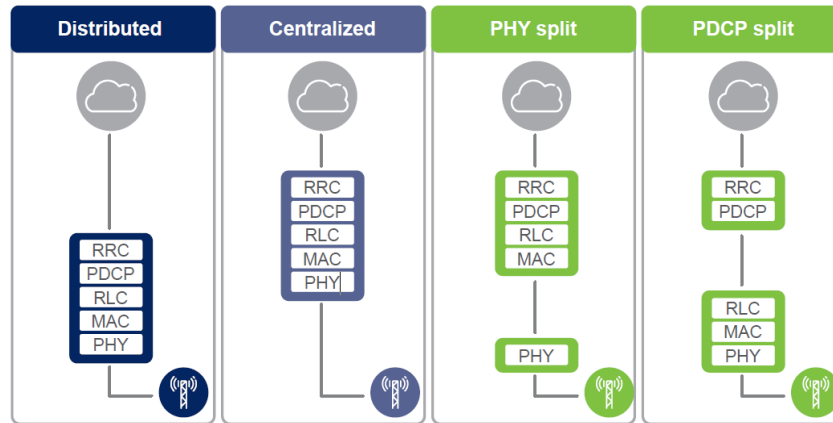 Distributed
RRC
PDCP
RLC
MAC
PHY
Centralized
RRC
PDCP
RLC
MAC
PHY
PHY split
RRC
PDCP
RLC
MAC
PHY
PDCP split
RRC
PDCP
RLC
MAC
PHY